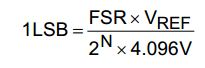 1LSB = FSR × V_REF / 2^N × 4.096V